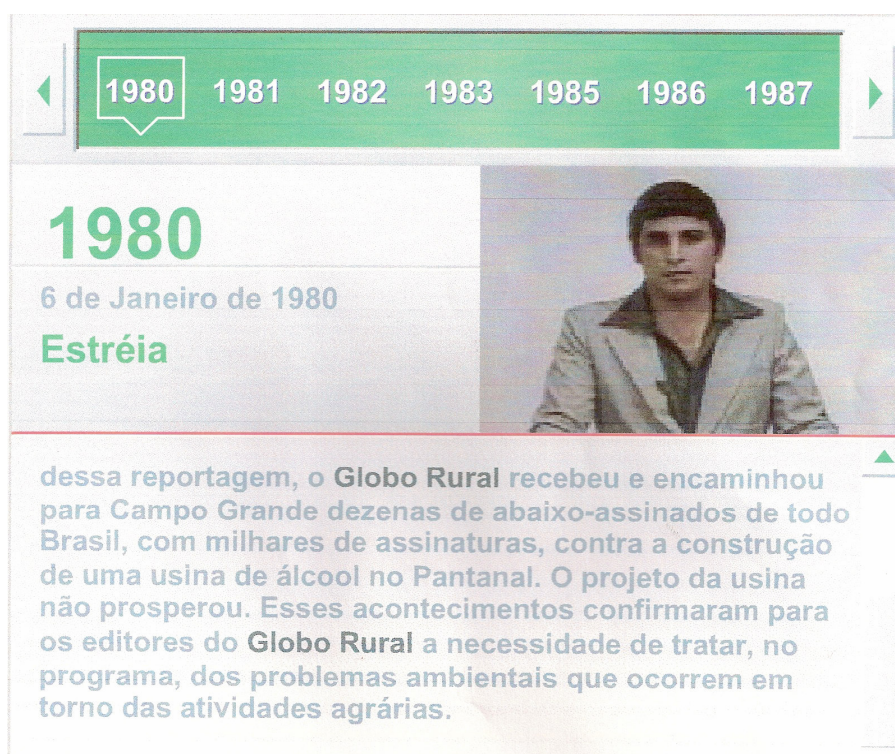 1980 1981 1982 1983 1985 1986 1987
1980
6 de Janeiro de 1980
Estréia
dessa reportagem, o Globo Rural recebeu e encaminhou
para Campo Grande dezenas de abaixo-assinados de todo
Brasil, com milhares de assinaturas, contra a construção
de uma usina de álcool no Pantanal. O projeto da usina
não prosperou. Esses acontecimentos confirmaram para
os editores do Globo Rural a necessidade de tratar, no
programa, dos problemas ambientais que ocorrem em
torno das atividades agrárias.